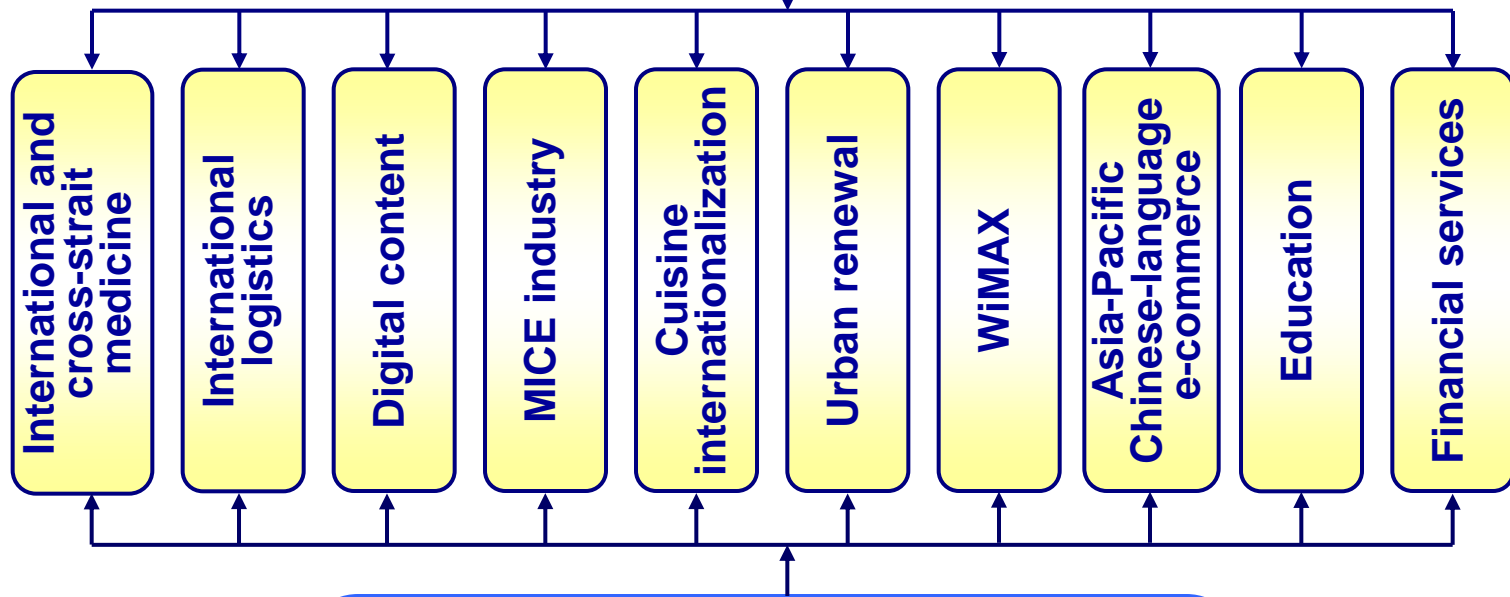 International and
cross-strait
medicine
International
logistics
Digital content
MICE industry
Cuisine
internationalization
Urban renewal
WiMAX
Asia-Pacific
Chinese-language
e-commerce
Education
Financial services